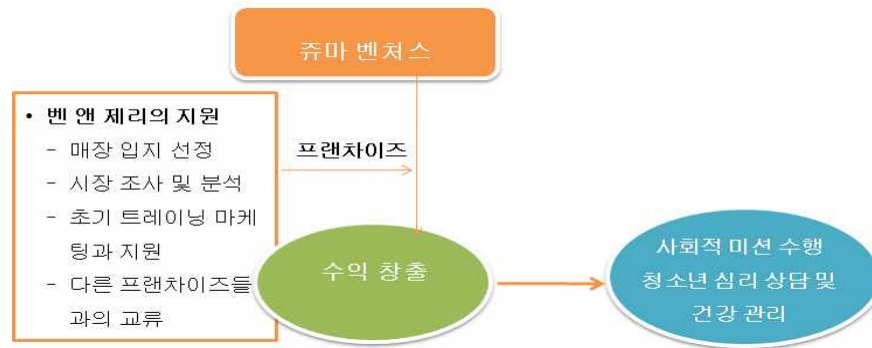 쥬마 벤처스
• 벤 앤 제리의 지원
- 매장 입지 선정
- 시장 조사 및 분석
- 초기 트레이닝 마케
팅과 지원
- 다른 프랜차이즈들
과의 교류
프랜차이즈
수익 창출
사회적 미션 수행
청소년 심리 상담 및
건강 관리